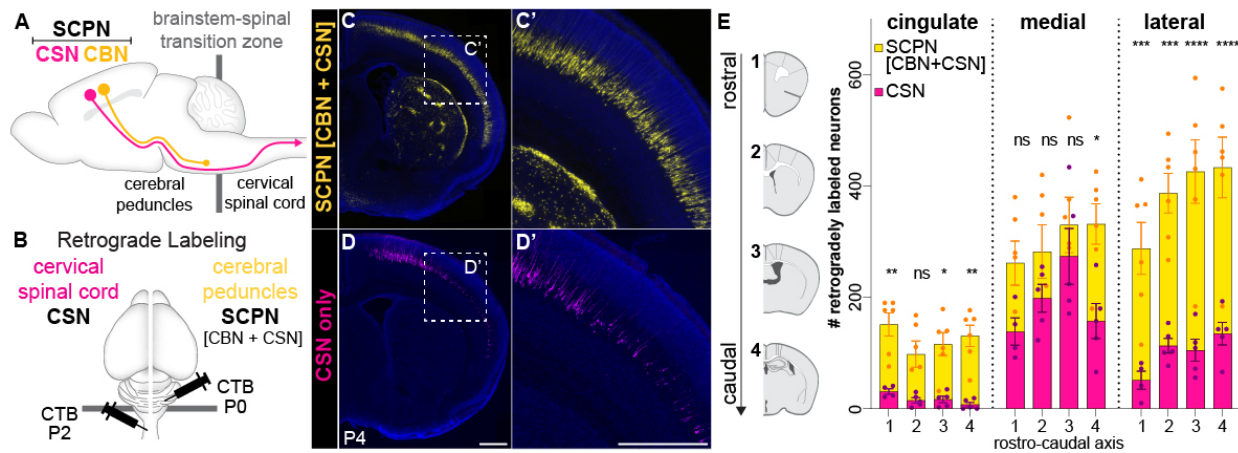 A
SCPN
CSN CBN
brainstem-spinal
transition zone
cerebral
peduncles
cervical
spinal cord
B
Retrograde Labeling
cervical
spinal cord
CSN
cerebral
peduncles
SCPN
[CBN + CSN]
CTB
P0
CTB
P2
SCPN [CBN + CSN]
CSN only
C
C'
C'
D
D'
D'
P4
E
rostral
caudal
1
2
3
4
# retrogradely labeled neurons
600
400
200
0
cingulate
medial
lateral
SCPN
[CBN+CSN]
CSN
** ns * **
ns ns ns *
*** *** **** ****
1 2 3 4 1 2 3 4 1 2 3 4
rostro-caudal axis